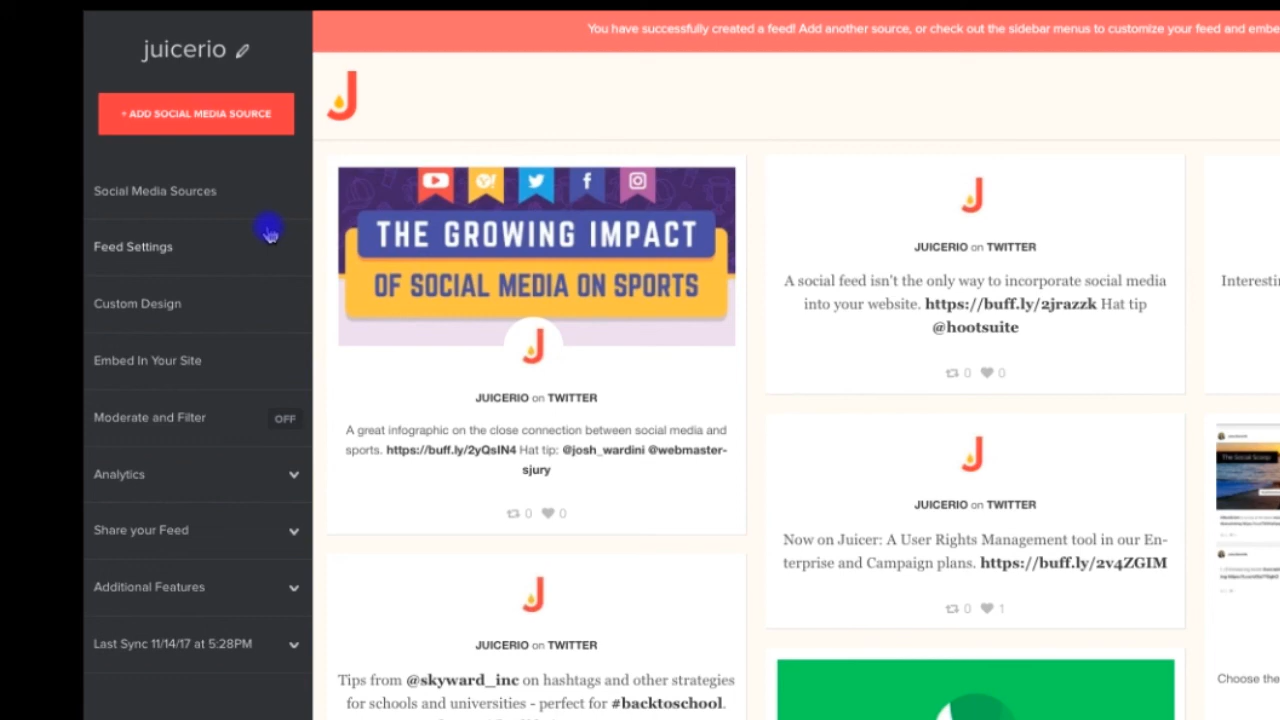 juicerio
You have successfully created a feed! Add another source, or check out the sidebar menus to customize your feed and embe
+ ADD SOCIAL MEDIA SOURCE
Social Media Sources
Feed Settings
Custom Design
Embed In Your Site
Moderate and Filter OFF
Analytics
Share your Feed
Additional Features
Last Sync 11/14/17 at 5:28PM
J
THE GROWING IMPACT
OF SOCIAL MEDIA ON SPORTS
JUICERIO on TWITTER
A great infographic on the close connection between social media and
sports. https://buff.ly/2yQsIN4 Hat tip: @josh_wardini @webmaster-
sjury
0 0
JUICERIO on TWITTER
Tips from @skyward_inc on hashtags and other strategies
for schools and universities - perfect for #backtoschool.
JUICERIO on TWITTER
A social feed isn't the only way to incorporate social media
into your website. https://buff.ly/2jrazzk Hat tip
@hootsuite
0 0
JUICERIO on TWITTER
Now on Juicer: A User Rights Management tool in our En-
terprise and Campaign plans. https://buff.ly/2v4ZGIM
0 1
Interesti
The Social Scoop
Choose the